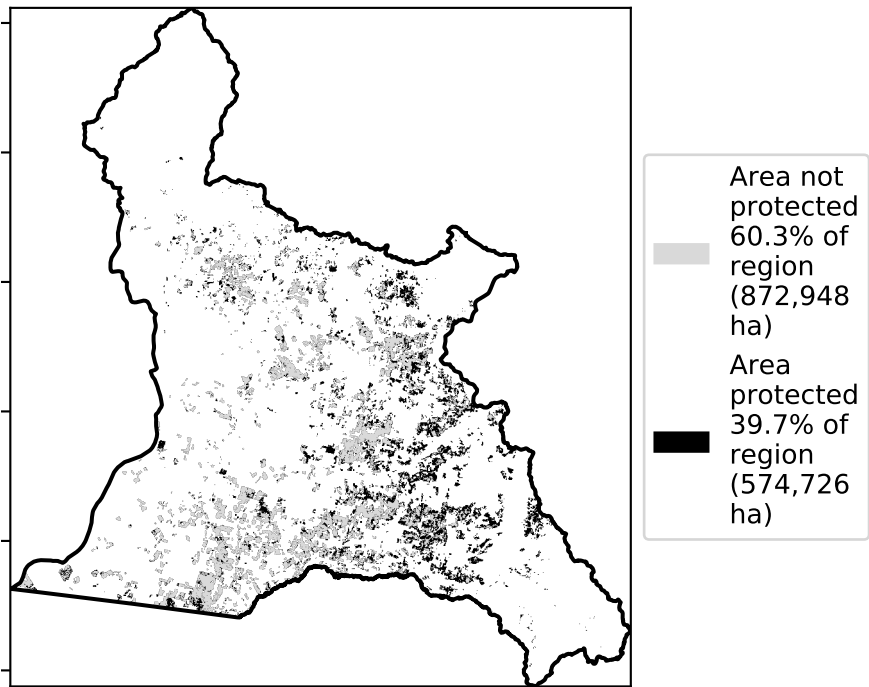 Area not
protected
60.3% of
region
(872,948
ha)
Area
protected
39.7% of
region
(574,726
ha)